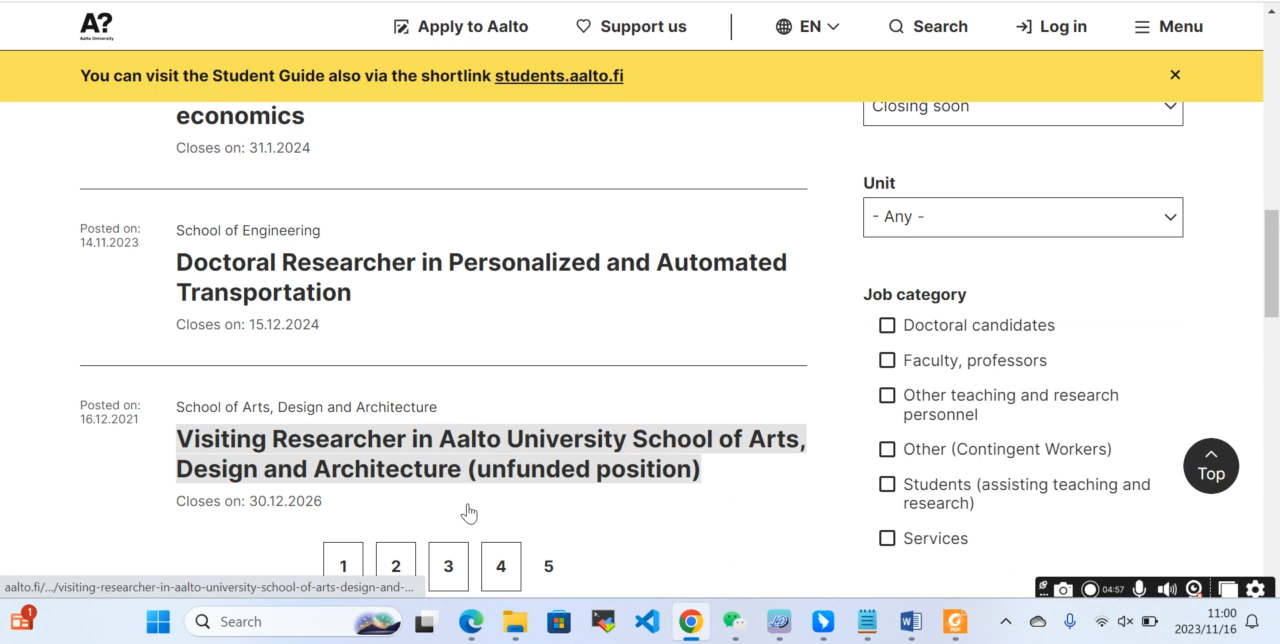 A?
Aalto University
Apply to Aalto
Support us
EN
Search
Log in
Menu
You can visit the Student Guide also via the shortlink students.aalto.fi
economics
Closes on: 31.1.2024
Posted on:
14.11.2023
School of Engineering
Doctoral Researcher in Personalized and Automated
Transportation
Closes on: 15.12.2024
Posted on:
16.12.2021
School of Arts, Design and Architecture
Visiting Researcher in Aalto University School of Arts,
Design and Architecture (unfunded position)
Closes on: 30.12.2026
1 2 3 4 5
Closing soon
Unit
- Any -
Job category
Doctoral candidates
Faculty, professors
Other teaching and research
personnel
Other (Contingent Workers)
Students (assisting teaching and
research)
Services
Top
aalto.fi/.../visiting-researcher-in-aalto-university-school-of-arts-design-and-...
04:57
1
Search
11:00
2023/11/16